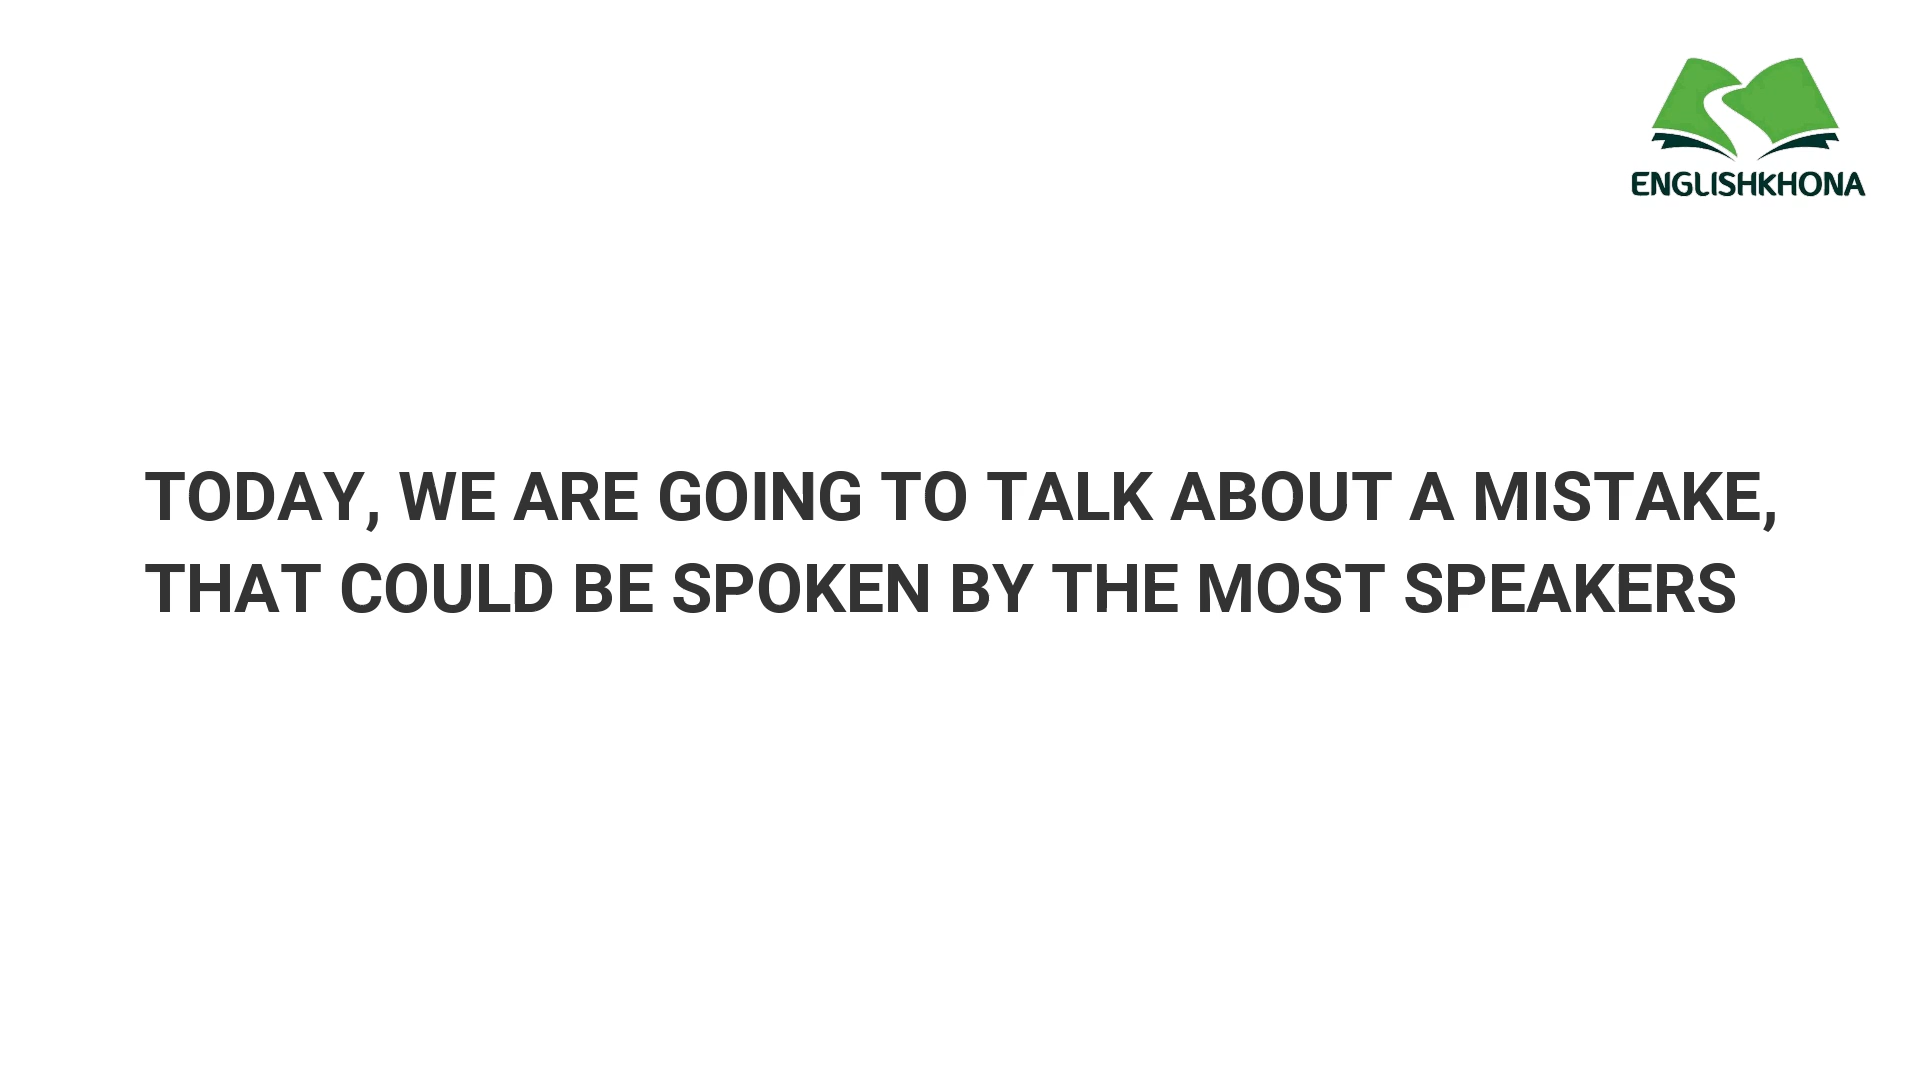 ENGLISHKHONA
TODAY, WE ARE GOING TO TALK ABOUT A MISTAKE,
THAT COULD BE SPOKEN BY THE MOST SPEAKERS